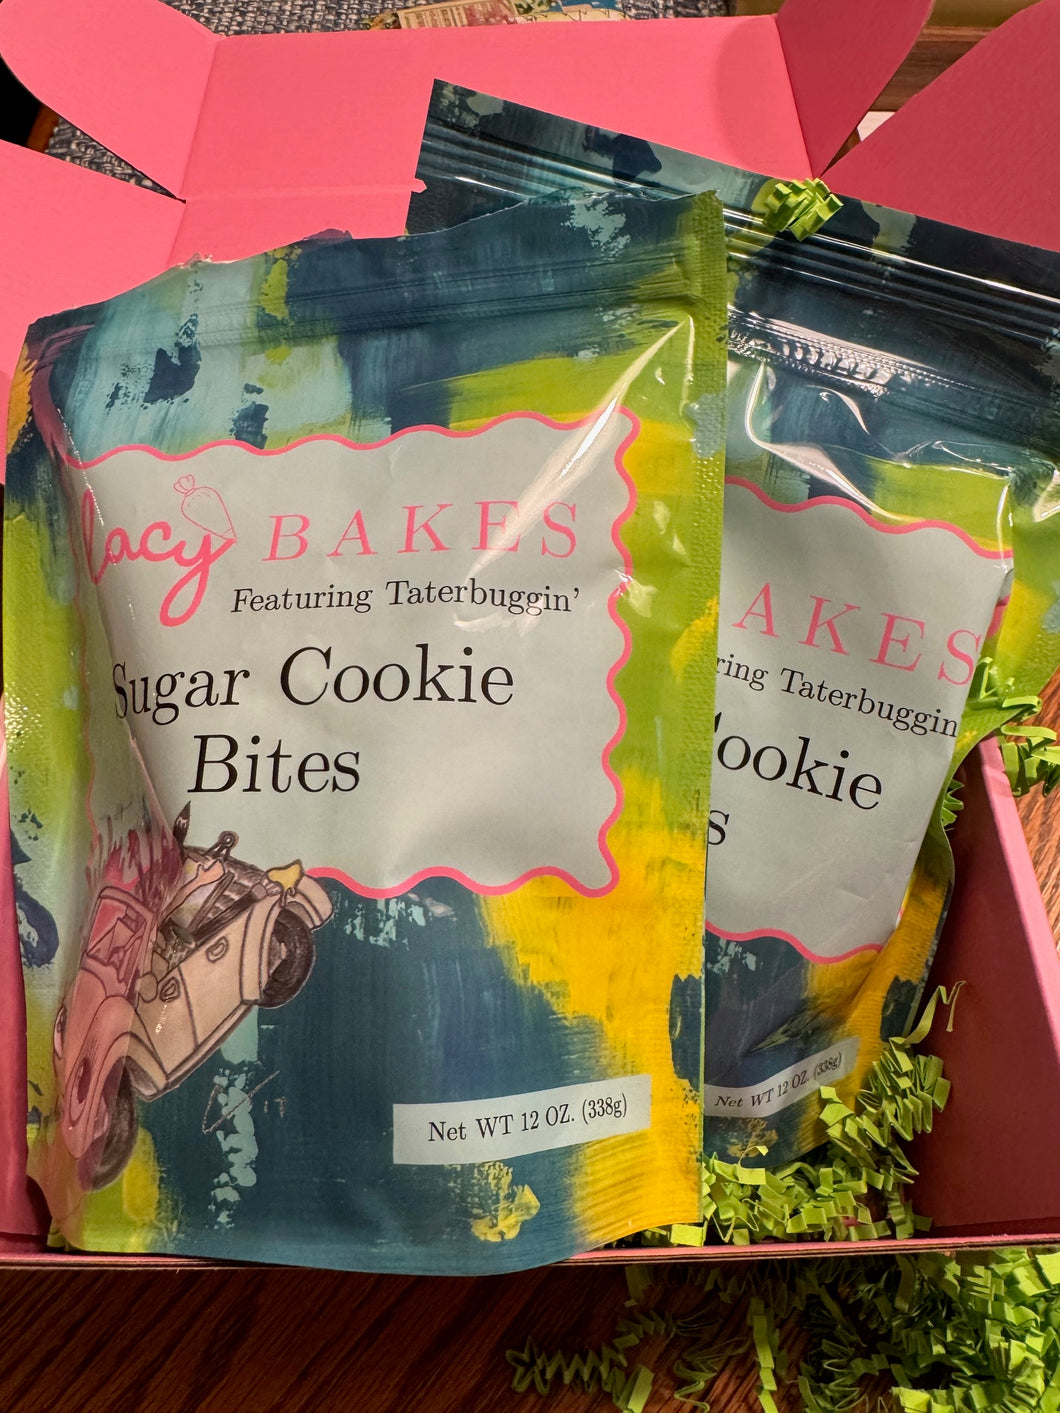 lacy BAKES
Featuring Taterbuggin'
Sugar Cookie
Bites
Net WT 12 OZ. (338g)
AKES
ring Taterbuggin
Cookie
s
Net WT 12 OZ. (338g)